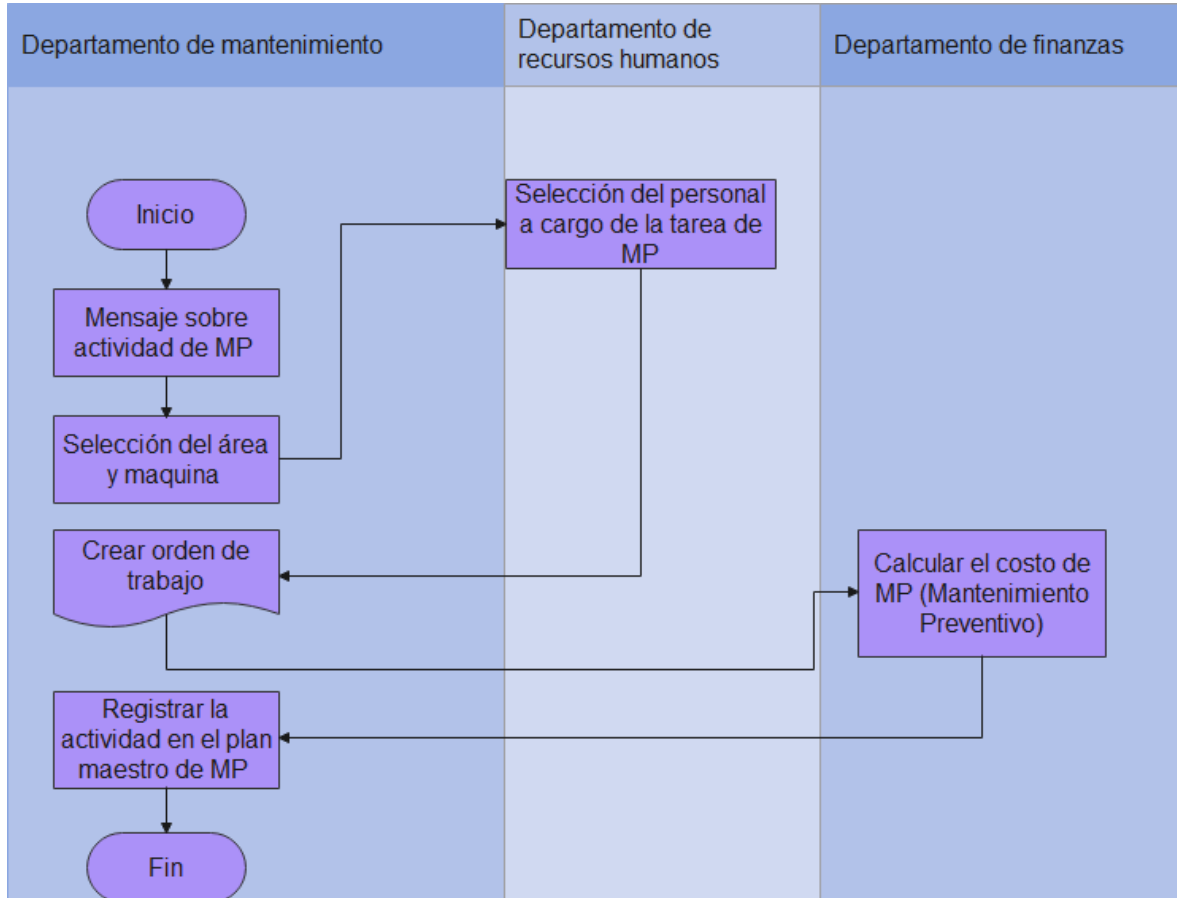 Departamento de mantenimiento
Departamento de
recursos humanos
Departamento de finanzas
Inicio
Mensaje sobre
actividad de MP
Selección del área
y maquina
Selección del personal
a cargo de la tarea de
MP
Crear orden de
trabajo
Calcular el costo de
MP (Mantenimiento
Preventivo)
Registrar la
actividad en el plan
maestro de MP
Fin